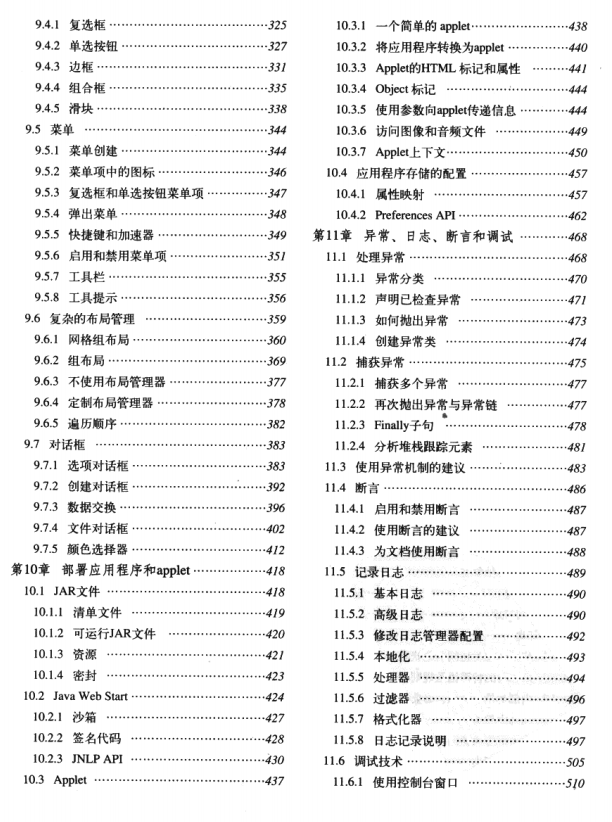 9.4.1 复选框 ……………………325
9.4.2 单选按钮 ……………………327
9.4.3 边框 ……………………331
9.4.4 组合框 ……………………335
9.4.5 滑块 ……………………338
9.5 菜单 ……………………344
9.5.1 菜单创建 ……………………344
9.5.2 菜单项中的图标 ……………………346
9.5.3 复选框和单选按钮菜单项 ……………………347
9.5.4 弹出菜单 ……………………348
9.5.5 快捷键和加速器 ……………………349
9.5.6 启用和禁用菜单项 ……………………351
9.5.7 工具栏 ……………………355
9.5.8 工具提示 ……………………356
9.6 复杂的布局管理 ……………………359
9.6.1 网格组布局 ……………………360
9.6.2 组布局 ……………………369
9.6.3 不使用布局管理器 ……………………377
9.6.4 定制布局管理器 ……………………378
9.6.5 遍历顺序 ……………………382
9.7 对话框 ……………………383
9.7.1 选项对话框 ……………………383
9.7.2 创建对话框 ……………………392
9.7.3 数据交换 ……………………396
9.7.4 文件对话框 ……………………402
9.7.5 颜色选择器 ……………………412
第10章 部署应用程序和applet ……………………418
10.1 JAR文件 ……………………418
10.1.1 清单文件 ……………………419
10.1.2 可运行JAR文件 ……………………420
10.1.3 资源 ……………………421
10.1.4 密封 ……………………423
10.2 Java Web Start ……………………424
10.2.1 沙箱 ……………………427
10.2.2 签名代码 ……………………428
10.2.3 JNLP API ……………………430
10.3 Applet ……………………437
10.3.1 一个简单的 applet ……………………438
10.3.2 将应用程序转换为applet ……………………440
10.3.3 Applet的HTML 标记和属性 ……………………441
10.3.4 Object 标记 ……………………444
10.3.5 使用参数向applet传递信息 ……………………444
10.3.6 访问图像和音频文件 ……………………449
10.3.7 Applet上下文 ……………………450
10.4 应用程序存储的配置 ……………………457
10.4.1 属性映射 ……………………457
10.4.2 Preferences API ……………………462
第11章 异常、日志、断言和调试 ……………………468
11.1 处理异常 ……………………468
11.1.1 异常分类 ……………………470
11.1.2 声明已检查异常 ……………………471
11.1.3 如何抛出异常 ……………………473
11.1.4 创建异常类 ……………………474
11.2 捕获异常 ……………………475
11.2.1 捕获多个异常 ……………………477
11.2.2 再次抛出异常与异常链 ……………………477
11.2.3 Finally子句 ……………………478
11.2.4 分析堆栈跟踪元素 ……………………481
11.3 使用异常机制的建议 ……………………483
11.4 断言 ……………………486
11.4.1 启用和禁用断言 ……………………487
11.4.2 使用断言的建议 ……………………487
11.4.3 为文档使用断言 ……………………488
11.5 记录日志 ……………………489
11.5.1 基本日志 ……………………490
11.5.2 高级日志 ……………………490
11.5.3 修改日志管理器配置 ……………………492
11.5.4 本地化 ……………………493
11.5.5 处理器 ……………………494
11.5.6 过滤器 ……………………496
11.5.7 格式化器 ……………………497
11.5.8 日志记录说明 ……………………497
11.6 调试技术 ……………………505
11.6.1 使用控制台窗口 ……………………510